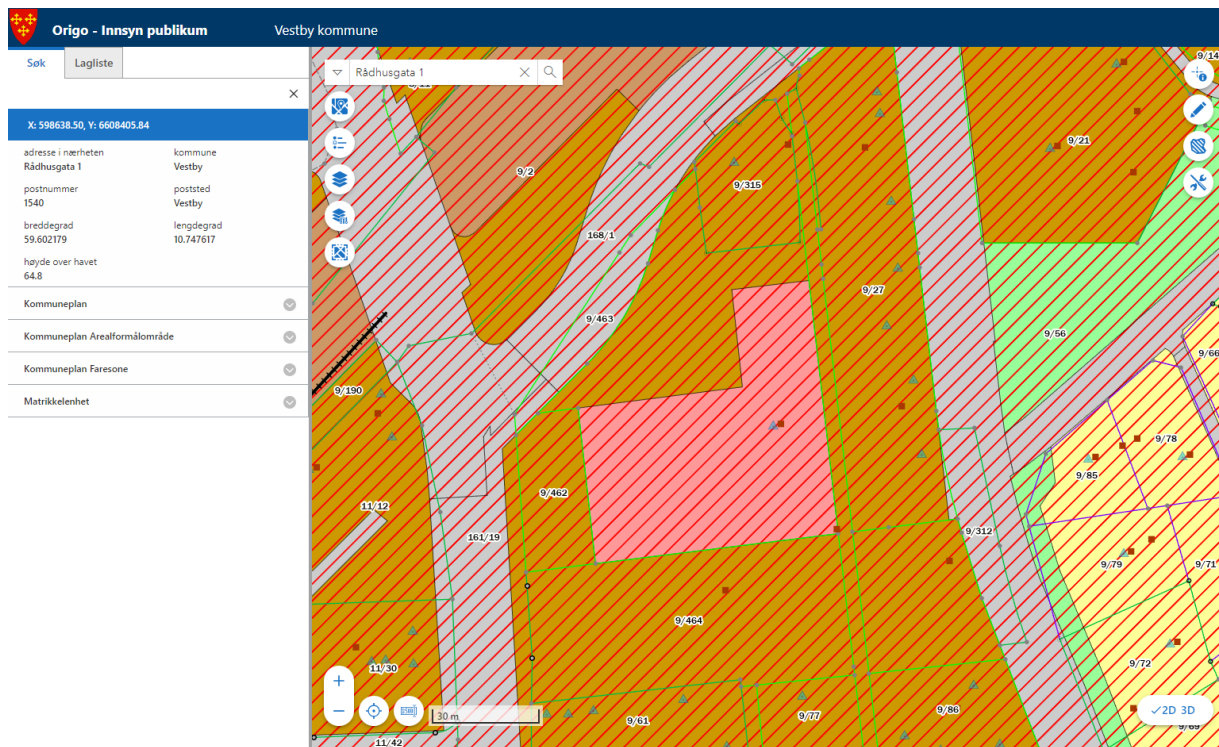 Origo - Innsyn publikum
Vestby kommune
Søk
Lagliste
X: 598638.50, Y: 6608405.84
adresse i nærheten
kommune
Rådhusgata 1
Vestby
postnummer
poststed
1540
Vestby
breddegrad
lengdegrad
59.602179
10.747617
høyde over havet
64.8
Kommuneplan
Kommuneplan Arealformålområde
Kommuneplan Faresone
Matrikkelenhet
Rådhusgata 1
9/14
9/21
9/2
9/315
168/1
9/27
9/463
9/56
9/66
9/190
9/78
9/85
9/462
11/12
161/19
9/312
9/79
9/71
9/464
11/30
9/72
30 m
2D 3D
9/61
9/77
9/86
9/69
11/42